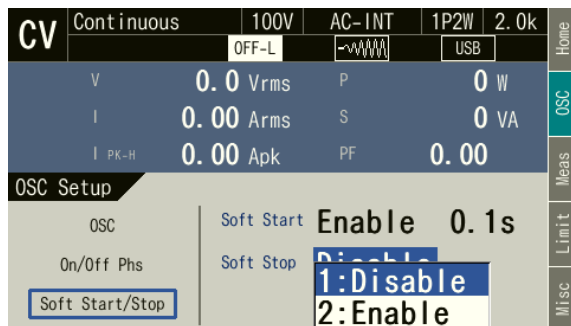 CV Continuous 100V AC-INT 1P2W 2.0k
OFF-L USB
V 0.0 Vrms P 0 W
I 0.00 Arms S 0 VA
I PK-H 0.00 Apk PF 0.00
OSC Setup
OSC
On/Off Phs
Soft Start/Stop
Soft Start Enable 0.1s
Soft Stop Disable
1:Disable
2:Enable
Home
OSC
Meas
Limit
Misc